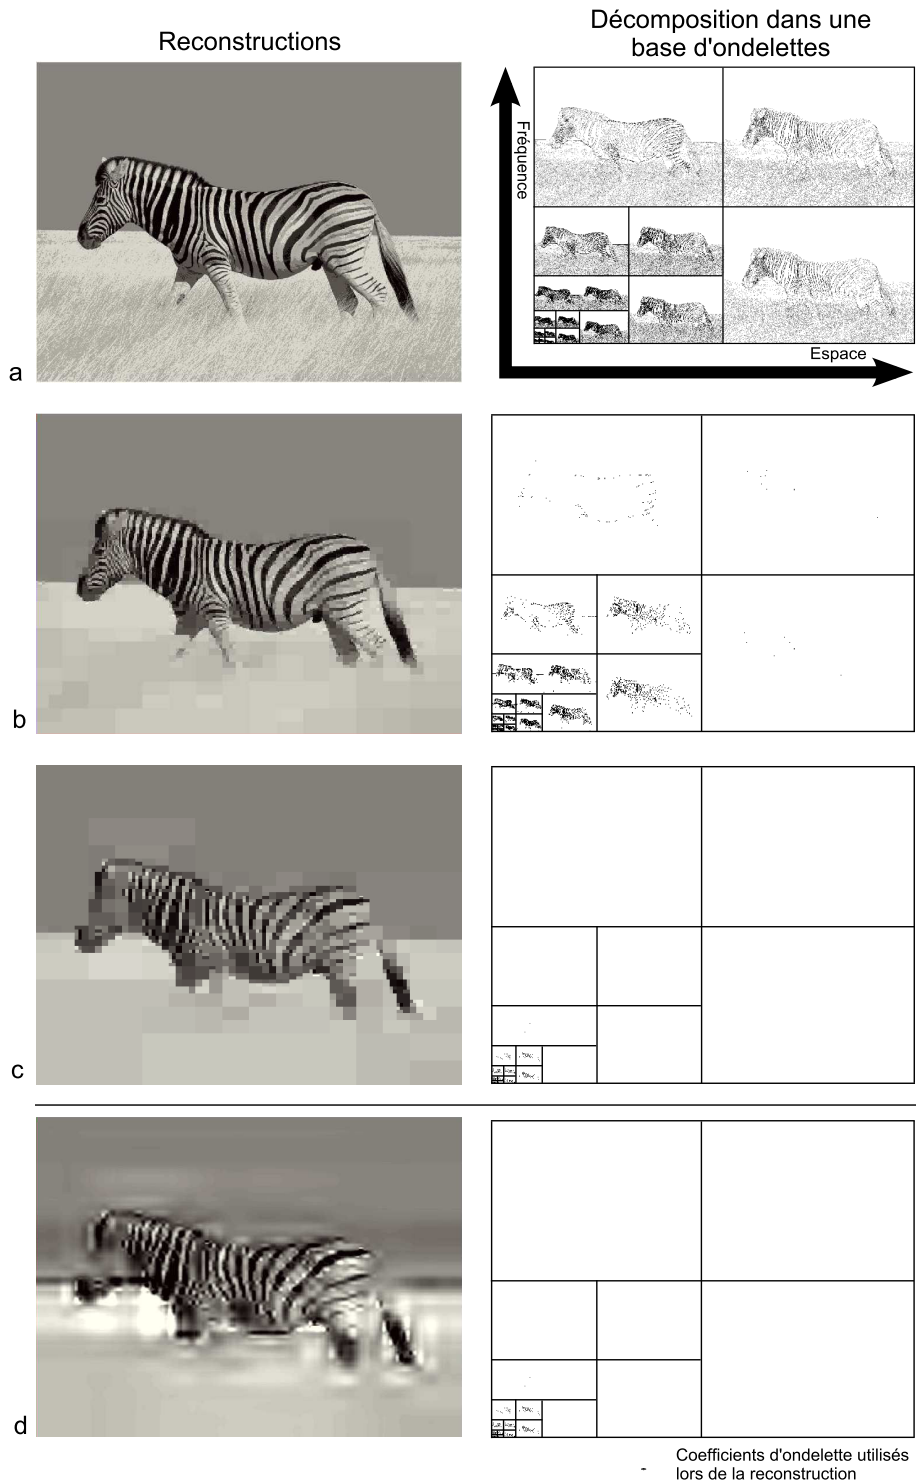 Reconstructions
Décomposition dans une
base d'ondelettes
Fréquence
Espace
a
b
c
d
Coefficients d'ondelette utilisés
lors de la reconstruction